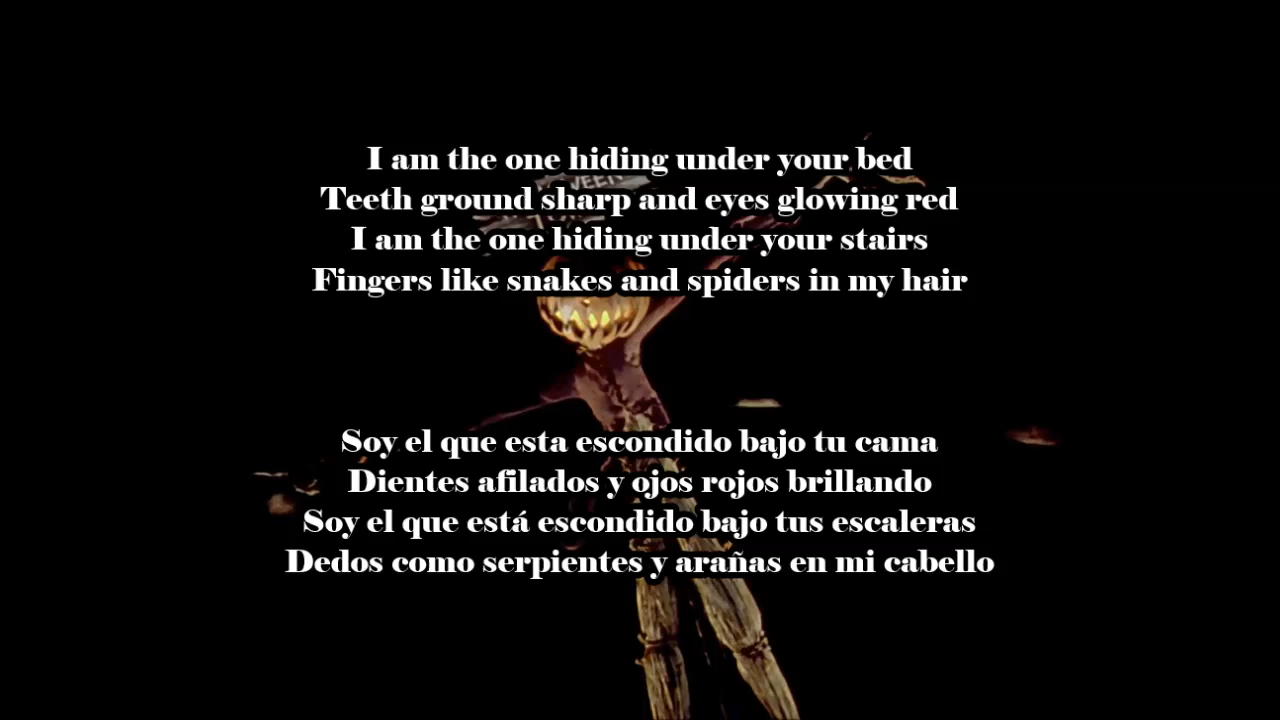 I am the one hiding under your bed
Teeth ground sharp and eyes glowing red
I am the one hiding under your stairs
Fingers like snakes and spiders in my hair
Soy el que esta escondido bajo tu cama
Dientes afilados y ojos rojos brillando
Soy el que está escondido bajo tus escaleras
Dedos como serpientes y arañas en mi cabello